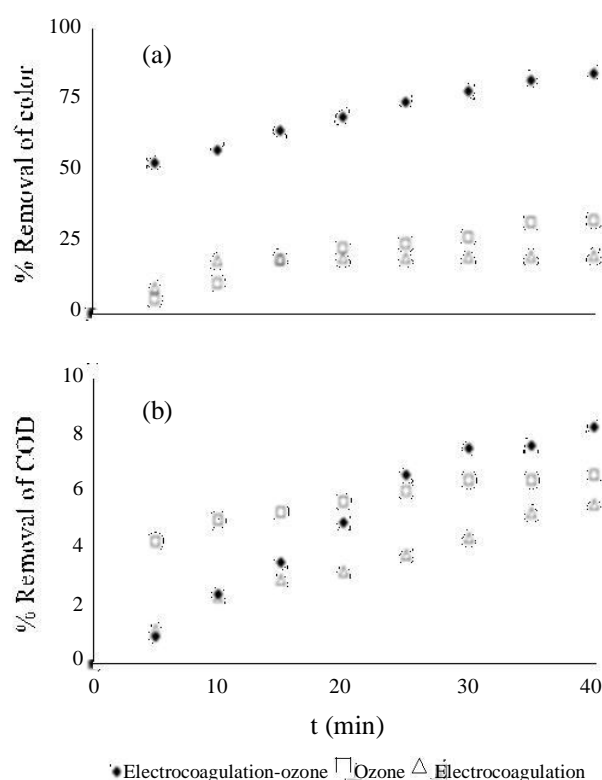 100
(a)
75
50
25
0
% Removal of color
10
(b)
8
6
4
2
0
% Removal of COD
0 10 20 30 40
t (min)
Electrocoagulation-ozone Ozone Electrocoagulation